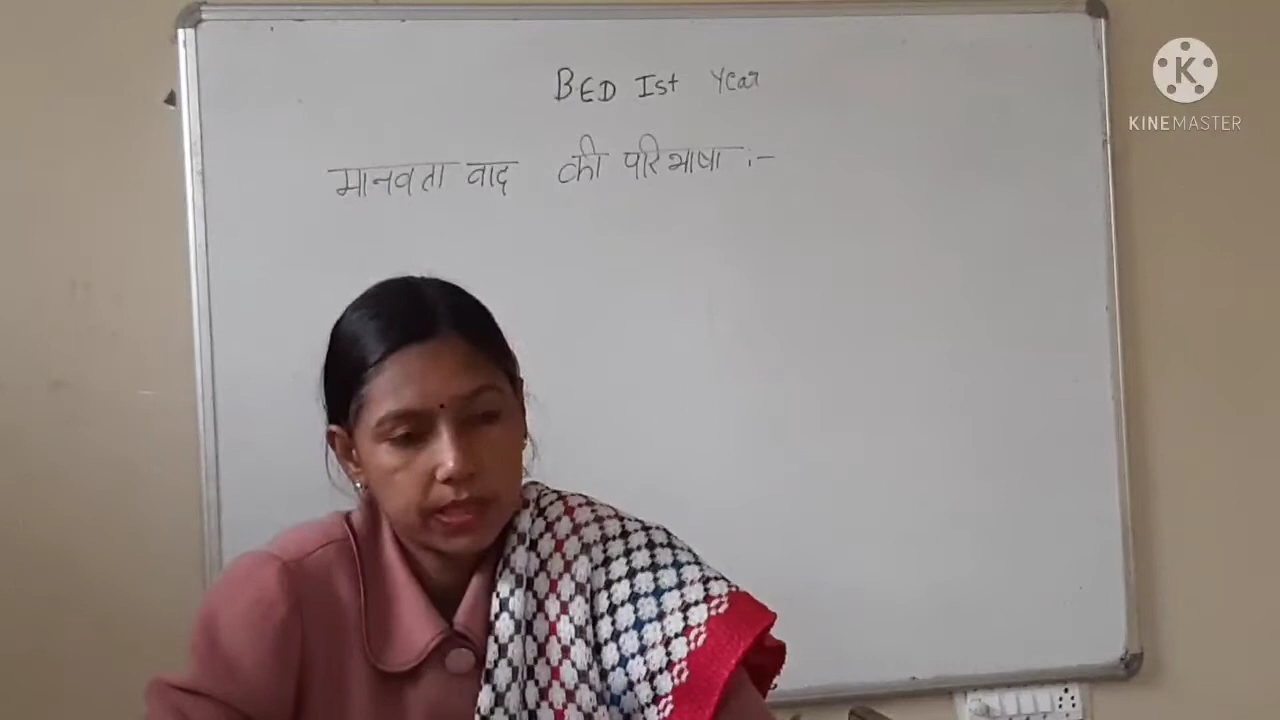 BED Ist Year
मानवता वाद की परिभाषा :-
K
KINEMASTER